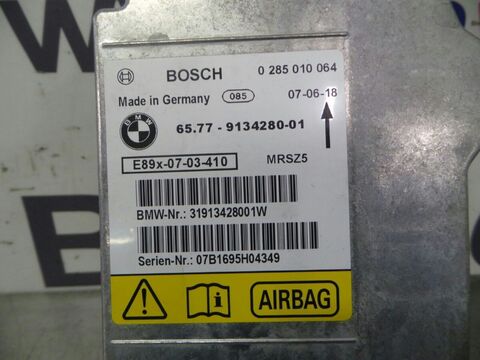 BOSCH 0 285 010 064
Made in Germany 085 07-06-18
BMW 65.77 - 9134280-01
E89x-07-03-410 MRSZ5
BMW-Nr.: 31913428001W
Serien-Nr.: 07B1695H04349
AIRBAG